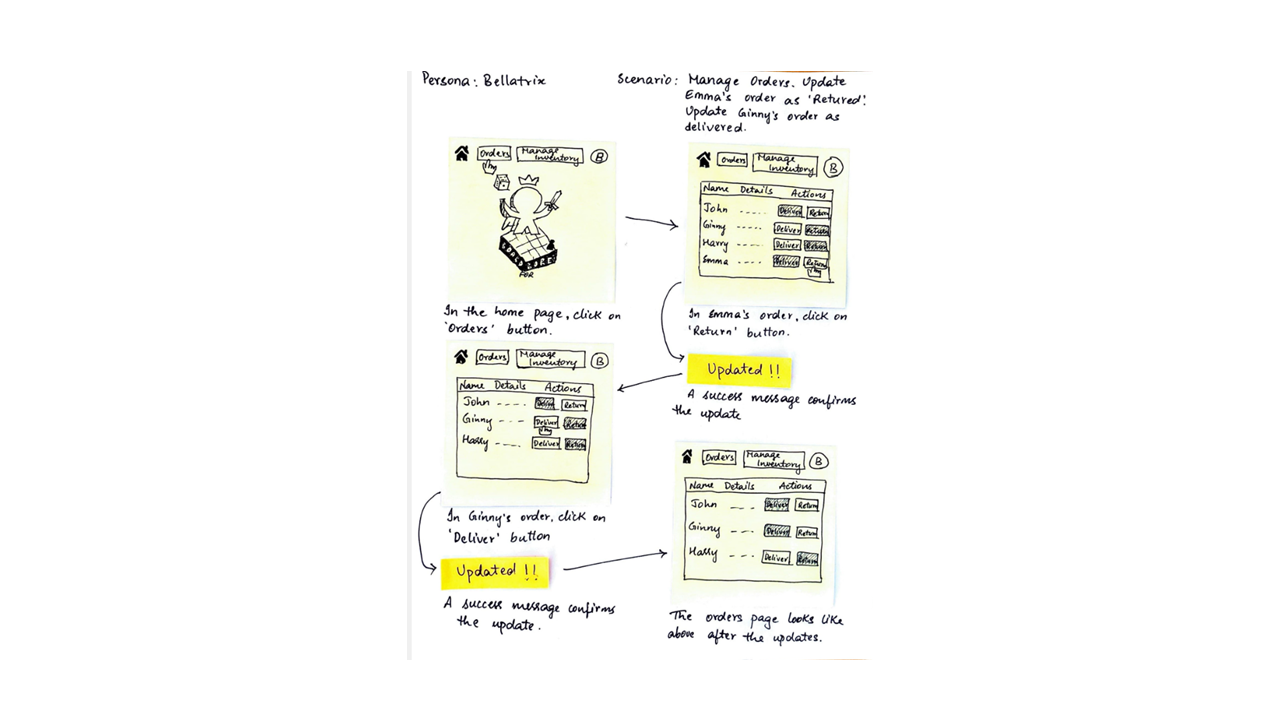 Persona: Bellatrix
Scenario: Manage Orders. Update
Emma's order as 'Retured'.
Update Ginny's order as
delivered.
Orders
Manage
Inventory
B
FOR
In the home page, click on
'Orders' button.
Orders
Manage
Inventory
B
Name Details Actions
John Deliver Return
Ginny Deliver Return
Harry Deliver Return
Emma Deliver Return
In Emma's order, click on
'Return' button.
Updated !!
A success message confirms
the update
Orders
Manage
Inventory
B
Name Details Actions
John Deliver Return
Ginny Deliver Return
Harry Deliver Return
In Ginny's order, click on
'Deliver' button
Updated !!
A success message confirms
the update.
Orders
Manage
Inventory
B
Name Details Actions
John Deliver Return
Ginny Deliver Return
Harry Deliver Return
The orders page looks like
above after the updates.